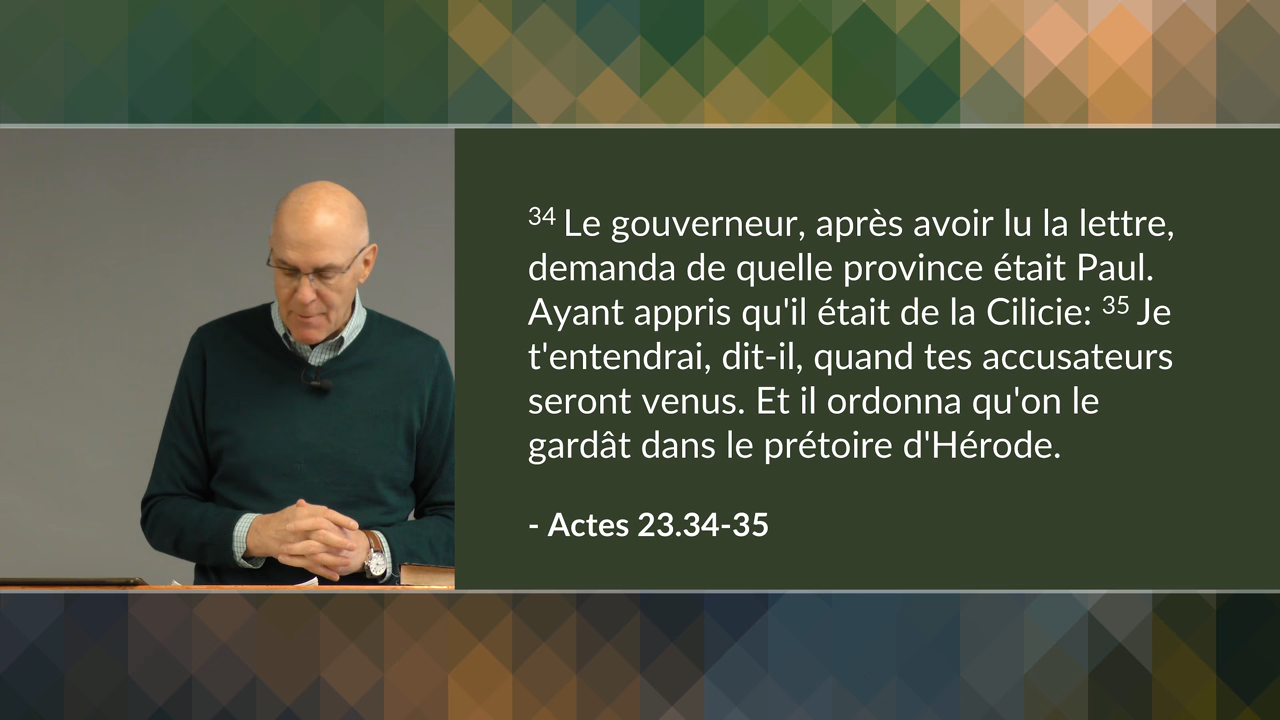 34 Le gouverneur, après avoir lu la lettre,
demanda de quelle province était Paul.
Ayant appris qu'il était de la Cilicie: 35 Je
t'entendrai, dit-il, quand tes accusateurs
seront venus. Et il ordonna qu'on le
gardât dans le prétoire d'Hérode.
- Actes 23.34-35